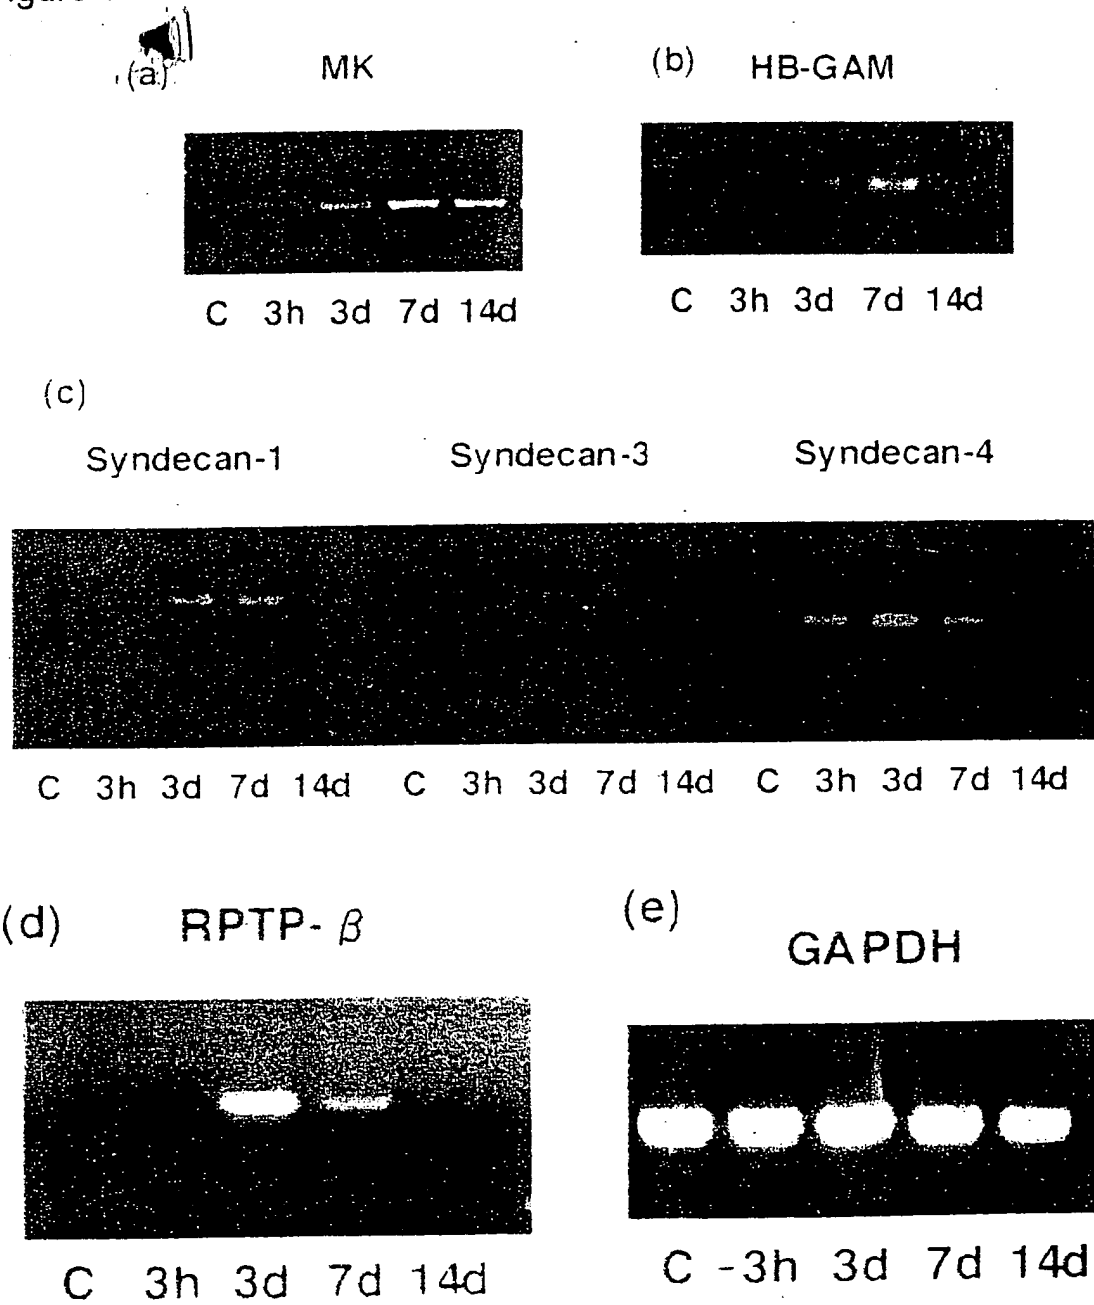 (a) MK
C 3h 3d 7d 14d
(b) HB-GAM
C 3h 3d 7d 14d
(c)
Syndecan-1 Syndecan-3 Syndecan-4
C 3h 3d 7d 14d C 3h 3d 7d 14d C 3h 3d 7d 14d
(d) RPTP-β
C 3h 3d 7d 14d
(e)
GAPDH
C -3h 3d 7d 14d